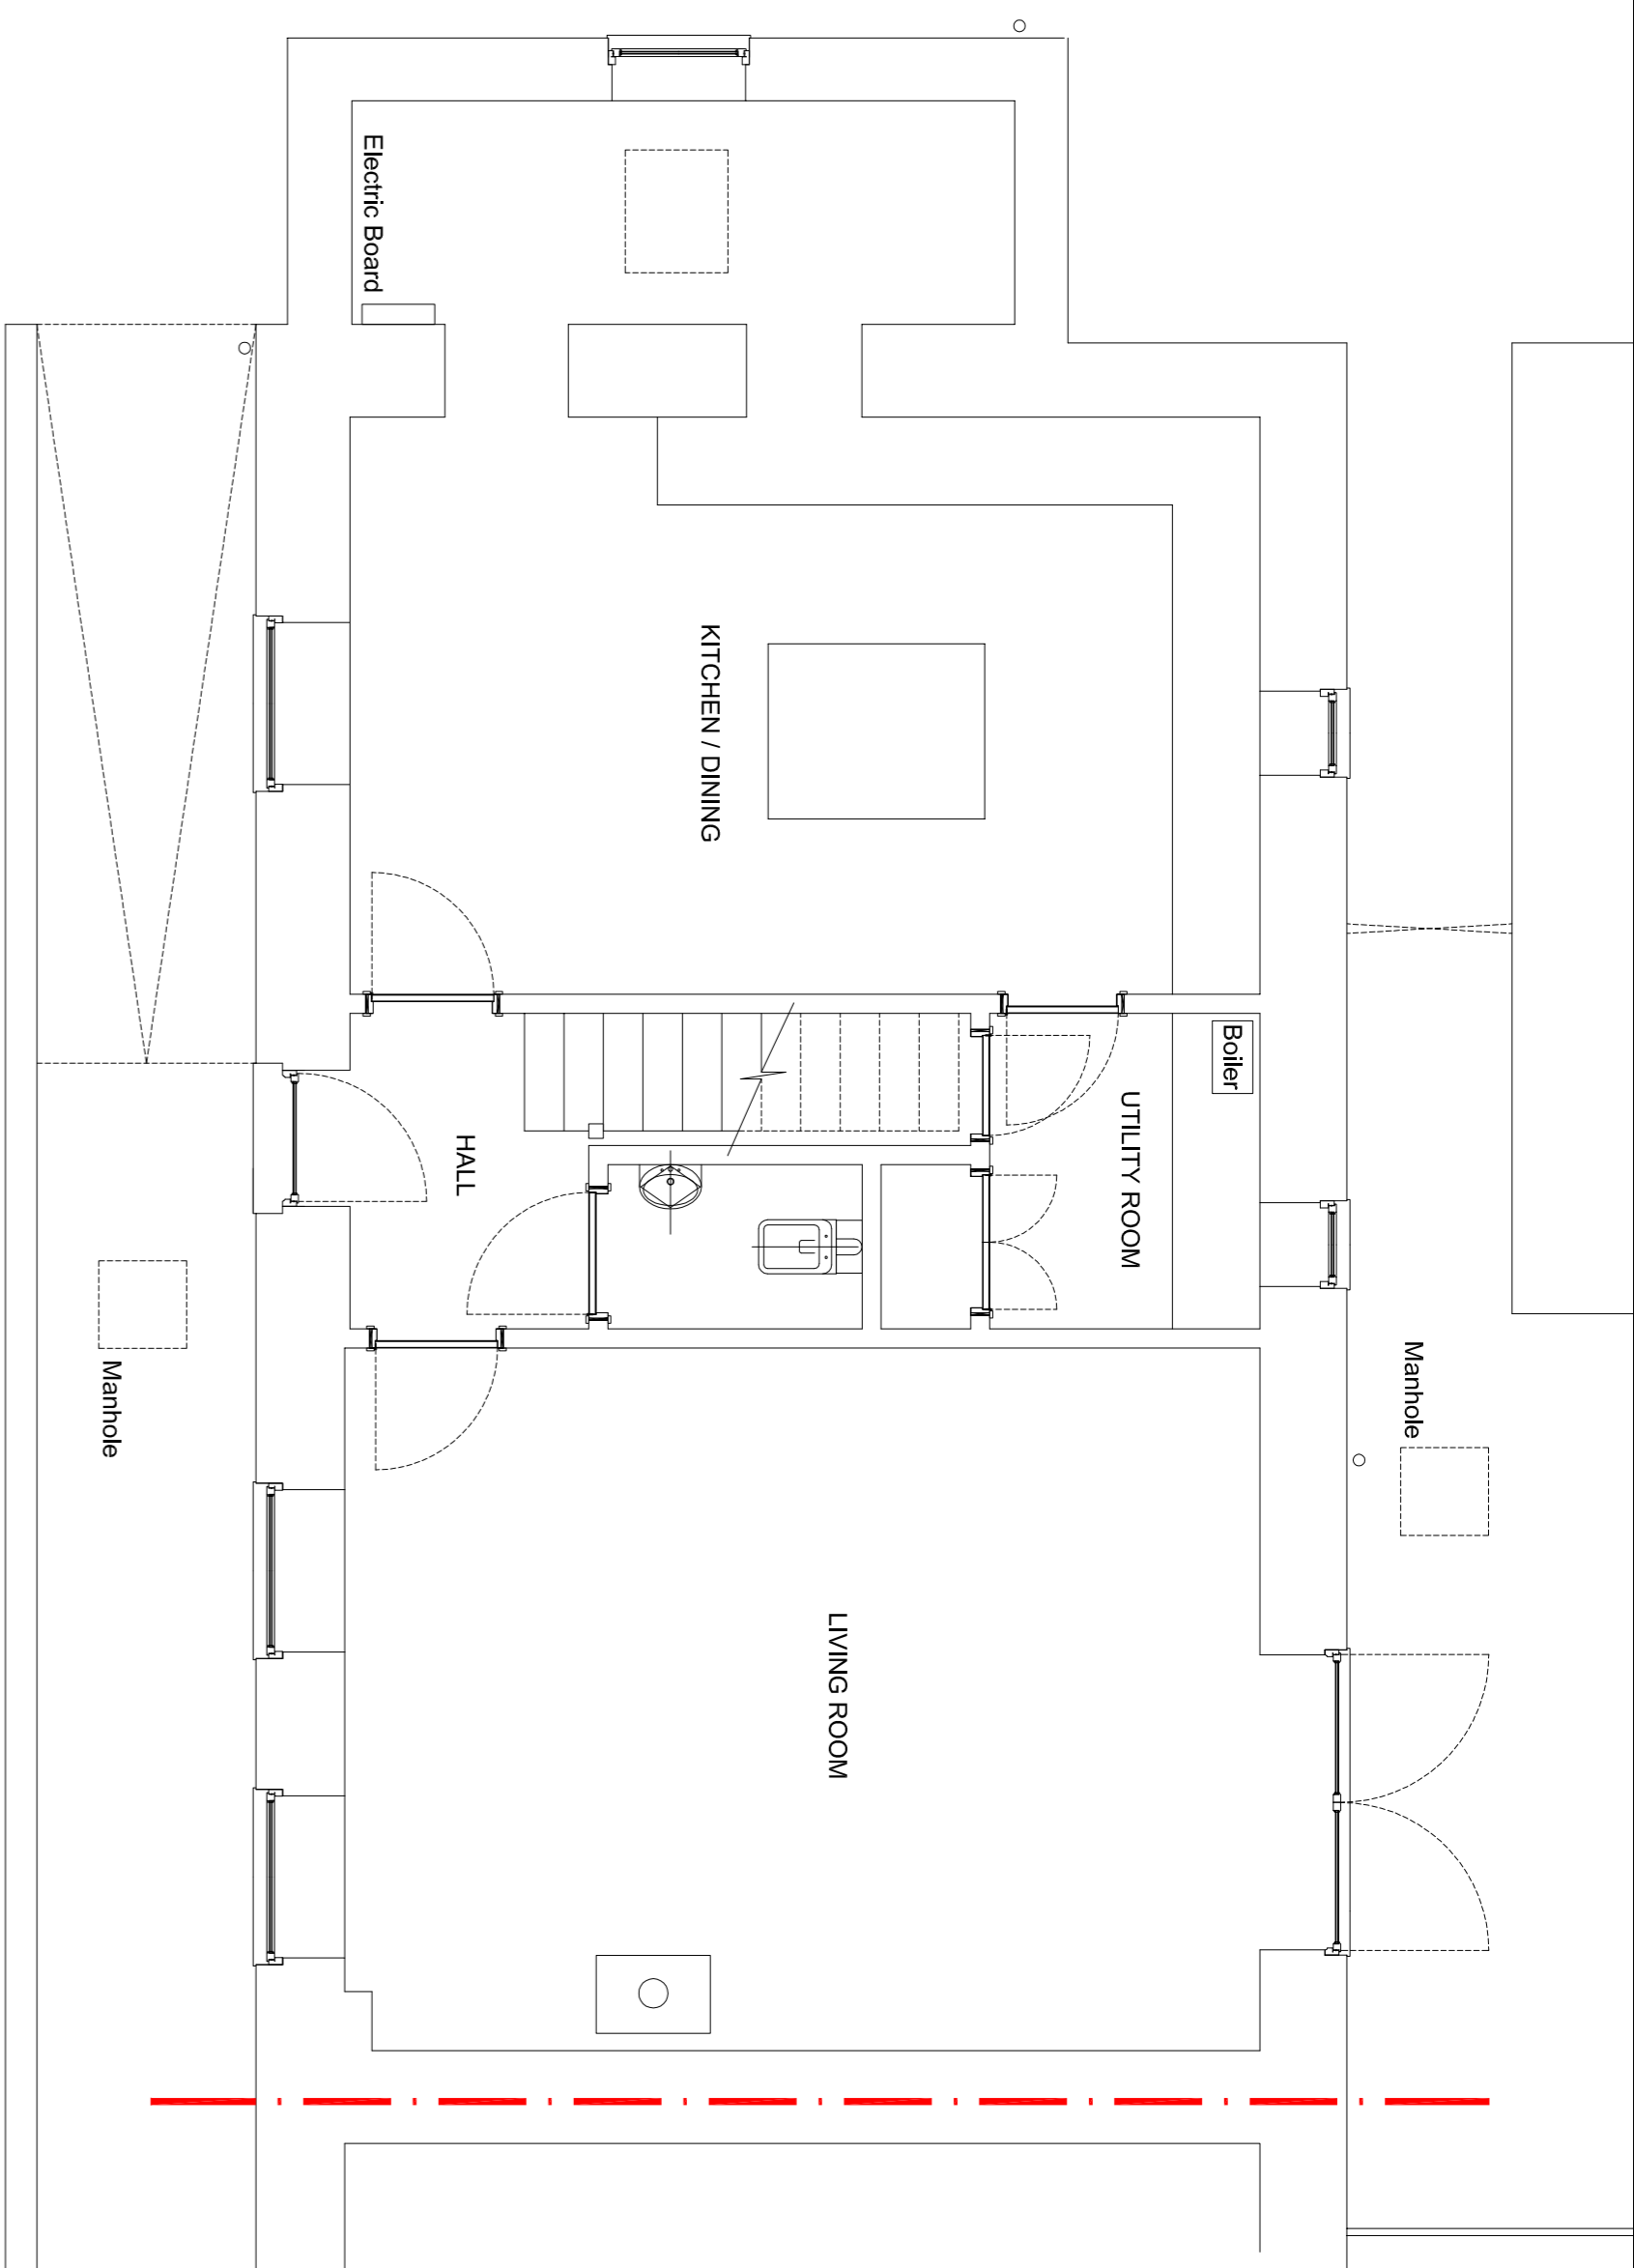 Electric Board
KITCHEN / DINING
Boiler
UTILITY ROOM
HALL
Manhole
Manhole
LIVING ROOM